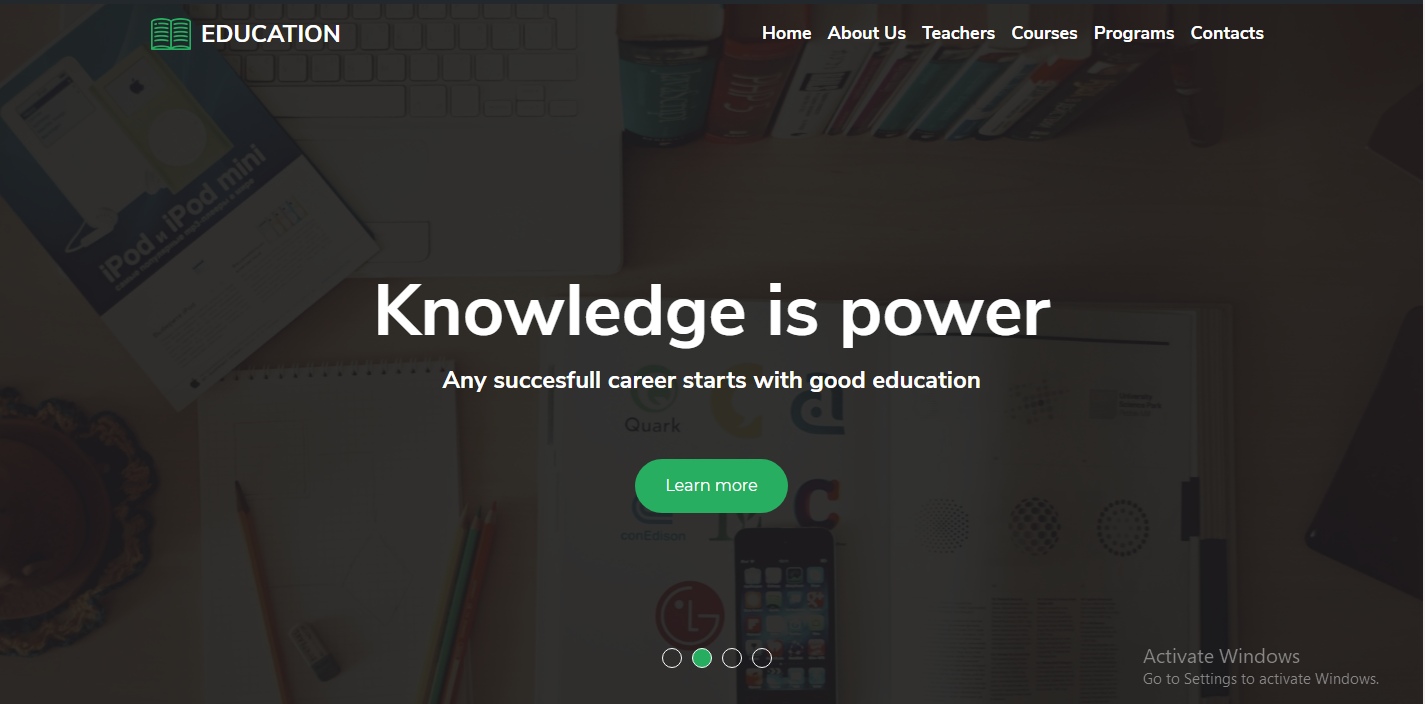 EDUCATION
Home About Us Teachers Courses Programs Contacts
iPod и iPod mini
Knowledge is power
Any succesfull career starts with good education
Quark
Learn more
conEdison
Activate Windows
Go to Settings to activate Windows.